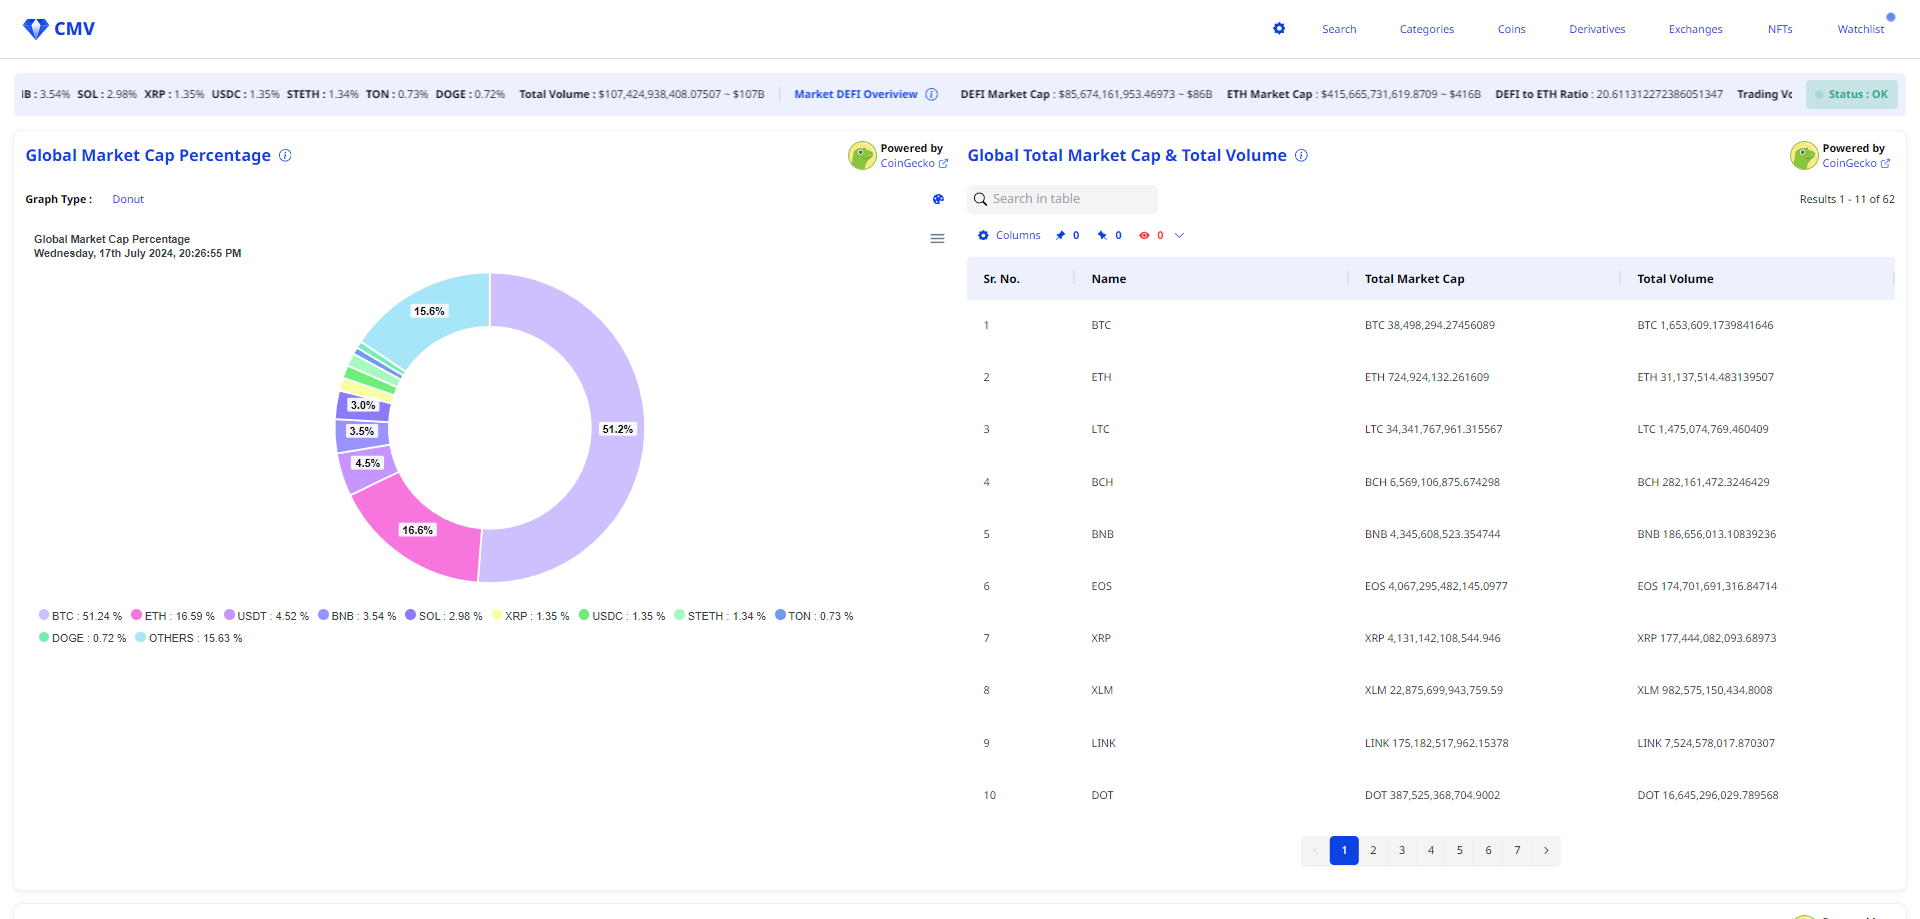 CMV
Search Categories Coins Derivatives Exchanges NFTs Watchlist
: 3.54% SOL : 2.98% XRP : 1.35% USDC : 1.35% STETH : 1.34% TON : 0.73% DOGE : 0.72% Total Volume : $107,424,938,408.07507 ~ $107B Market DEFI Overiview DEFI Market Cap : $85,674,161,953.46973 ~ $86B ETH Market Cap : $415,665,731,619.8709 ~ $416B DEFI to ETH Ratio : 20.611312272386051347 Trading Status : OK
Global Market Cap Percentage
Powered by
CoinGecko
Graph Type : Donut
Global Market Cap Percentage
Wednesday, 17th July 2024, 20:26:55 PM
15.6%
3.0%
3.5%
51.2%
4.5%
16.6%
BTC : 51.24 % ETH : 16.59 % USDT : 4.52 % BNB : 3.54 % SOL : 2.98 % XRP : 1.35 % USDC : 1.35 % STETH : 1.34 % TON : 0.73 %
DOGE : 0.72 % OTHERS : 15.63 %
Global Total Market Cap & Total Volume
Powered by
CoinGecko
Search in table
Results 1 - 11 of 62
Columns 0 0 0
Sr. No. Name Total Market Cap Total Volume
1 BTC BTC 38,498,294.27456089 BTC 1,653,609.1739841646
2 ETH ETH 724,924,132.261609 ETH 31,137,514.483139507
3 LTC LTC 34,341,767,961.315567 LTC 1,475,074,769.460409
4 BCH BCH 6,569,106,875.674298 BCH 282,161,472.3246429
5 BNB BNB 4,345,608,523.354744 BNB 186,656,013.10839236
6 EOS EOS 4,067,295,482,145.0977 EOS 174,701,691,316.84714
7 XRP XRP 4,131,142,108,544.946 XRP 177,444,082,093.68973
8 XLM XLM 22,875,699,943,759.59 XLM 982,575,150,434.8008
9 LINK LINK 175,182,517,962.15378 LINK 7,524,578,017.870307
10 DOT DOT 387,525,368,704.9002 DOT 16,645,296,029.789568
1 2 3 4 5 6 7